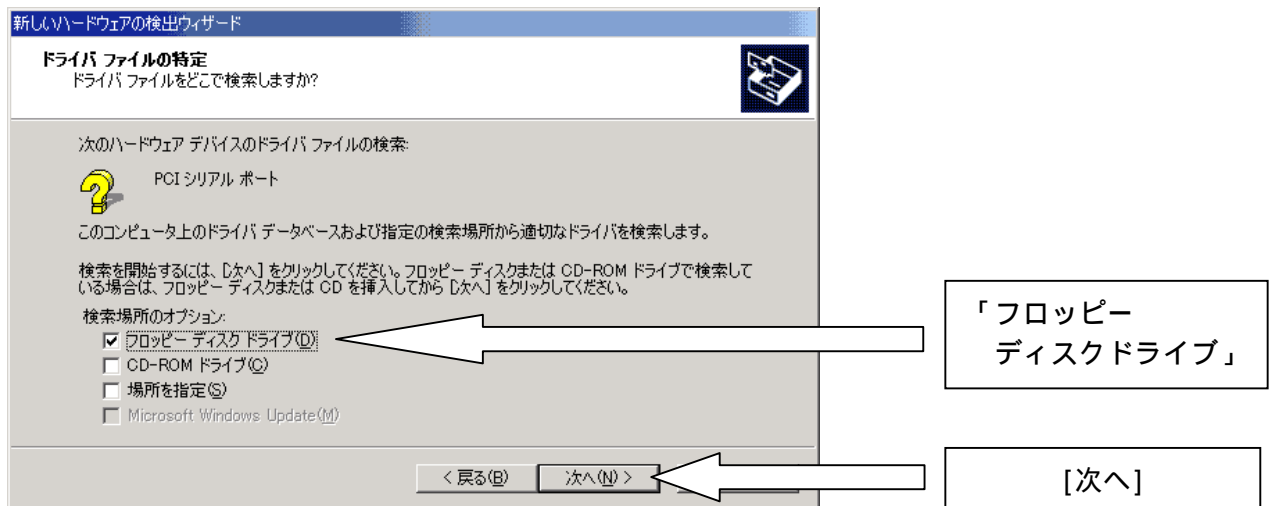 新しいハードウェアの検出ウィザード
ドライバ ファイルの特定
ドライバ ファイルをどこで検索しますか?
次のハードウェア デバイスのドライバ ファイルの検索:
PCI シリアル ポート
このコンピュータ上のドライバ データベースおよび指定の検索場所から適切なドライバを検索します。
検索を開始するには、[次へ] をクリックしてください。フロッピー ディスクまたは CD-ROM ドライブで検索して
いる場合は、フロッピー ディスクまたは CD を挿入してから [次へ] をクリックしてください。
検索場所のオプション:
フロッピー ディスク ドライブ(D)
CD-ROM ドライブ(C)
場所を指定(S)
Microsoft Windows Update(M)
< 戻る(B)
次へ(N) >
「フロッピー
ディスクドライブ」
[次へ]